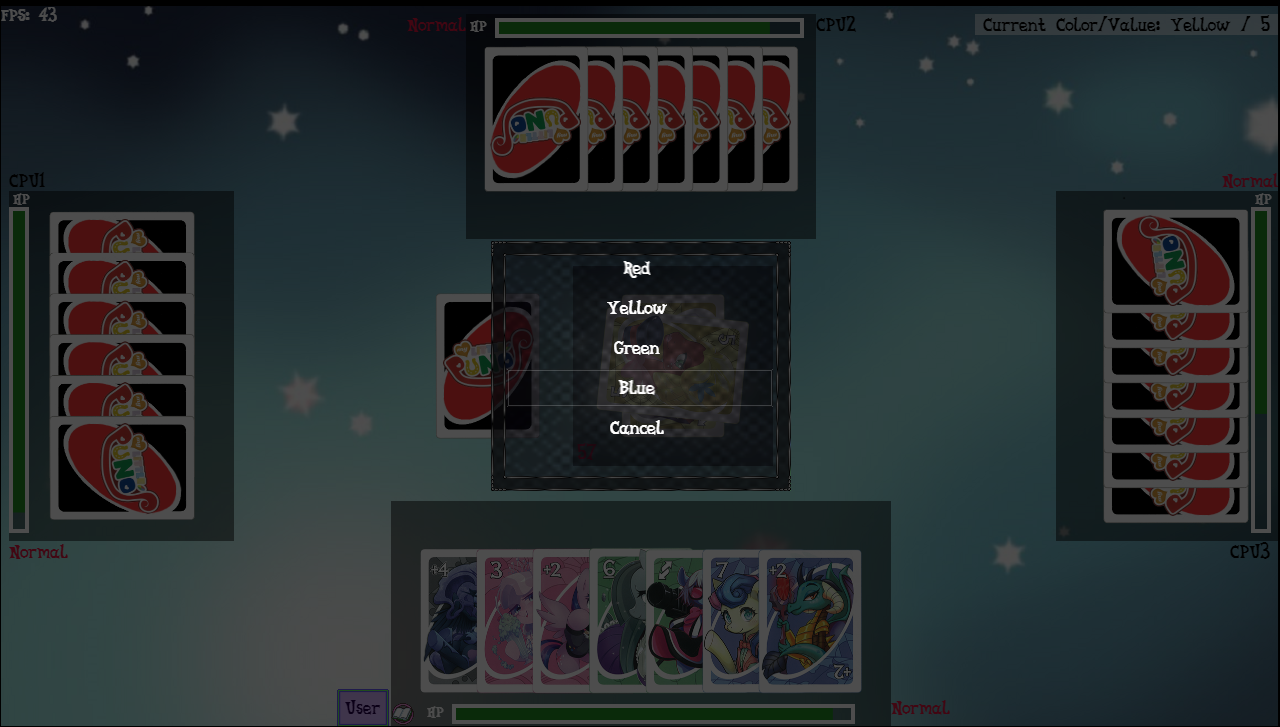 FPS: 43
Normal HP CPU2
Current Color/Value: Yellow / 5
CPU1
HP
Normal
HP
Red
Yellow
Green
Blue
Cancel
Normal
CPU3
+4 3 +2 6 7 +2
+2
User HP Normal